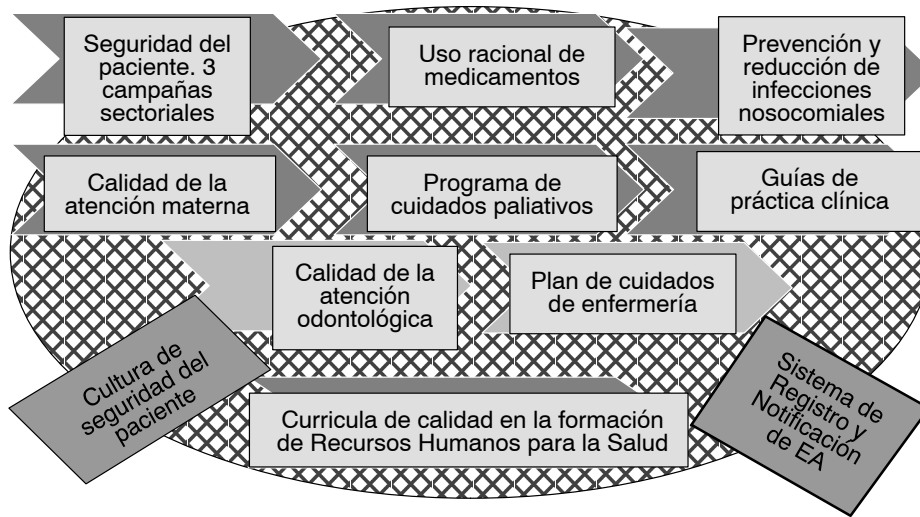 Seguridad del
paciente. 3
campañas
sectoriales
Uso racional de
medicamentos
Prevención y
reducción de
infecciones
nosocomiales
Calidad de la
atención materna
Programa de
cuidados paliativos
Guías de
práctica clínica
Calidad de la
atención
odontológica
Plan de cuidados
de enfermería
Cultura de
seguridad del
paciente
Curricula de calidad en la formación
de Recursos Humanos para la Salud
Sistema de
Registro y
Notificación
de EA